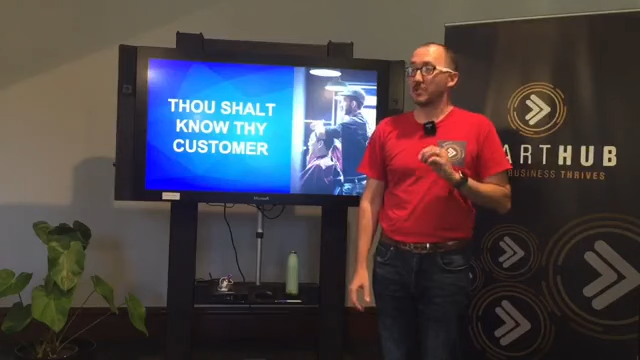 THOU SHALT
KNOW THY
CUSTOMER
ARTHUB
BUSINESS THRIVES